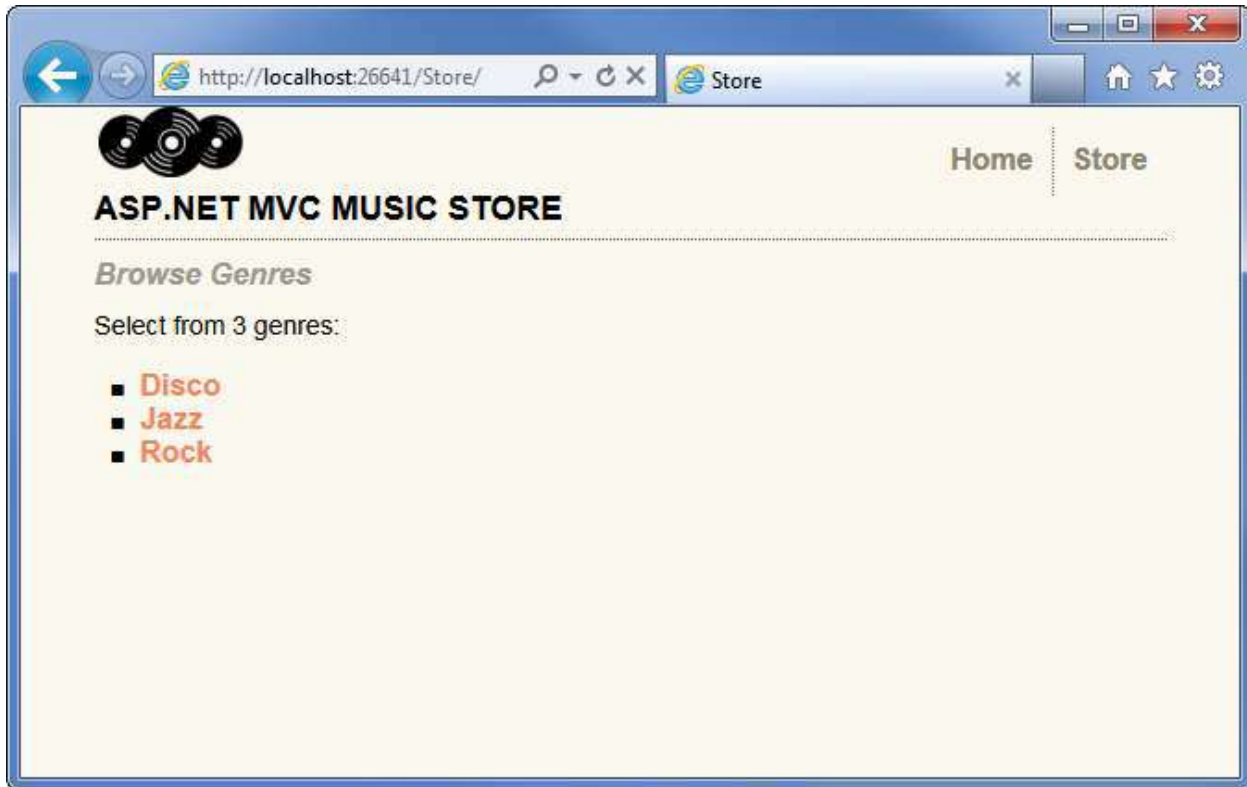 http://localhost:26641/Store/
Store
Home
Store
ASP.NET MVC MUSIC STORE
Browse Genres
Select from 3 genres:
Disco
Jazz
Rock